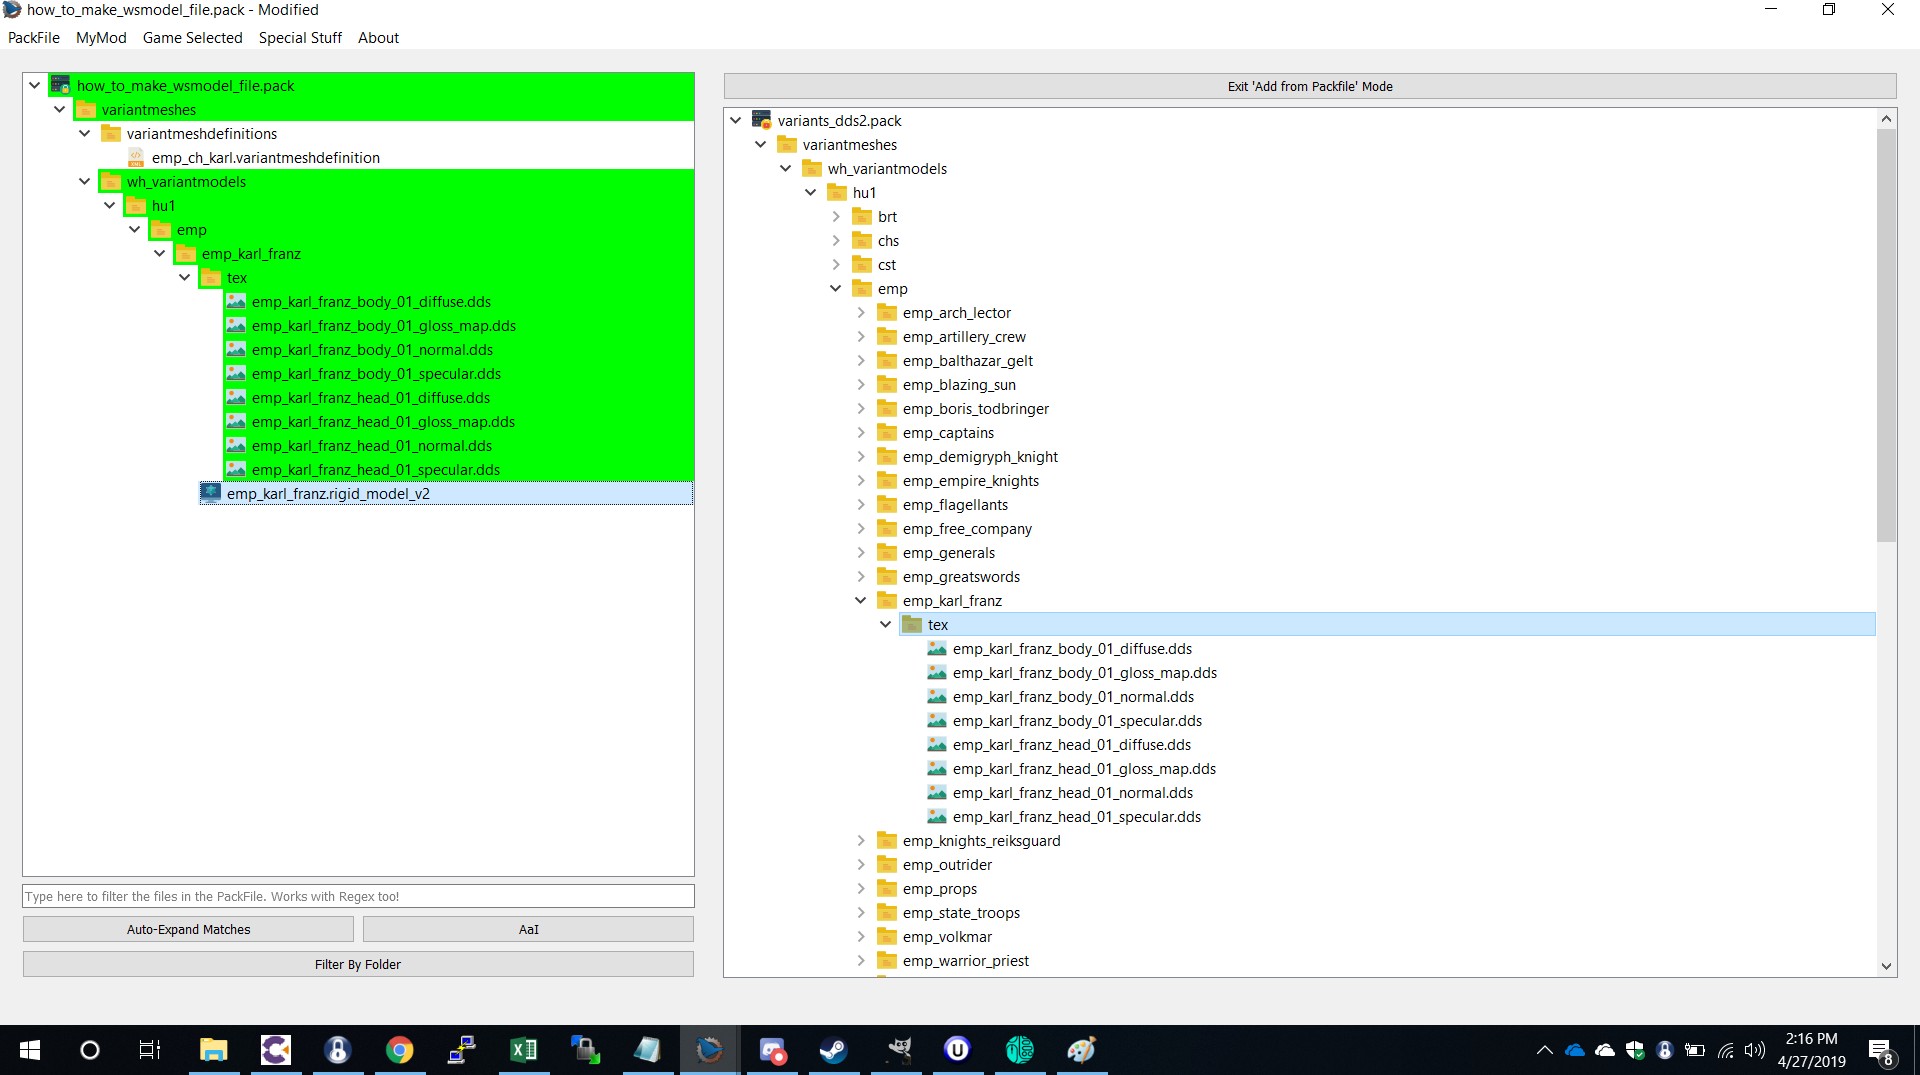 how_to_make_wsmodel_file.pack - Modified
PackFile MyMod Game Selected Special Stuff About
how_to_make_wsmodel_file.pack
variantmeshes
variantmeshdefinitions
emp_ch_karl.variantmeshdefinition
wh_variantmodels
hu1
emp
emp_karl_franz
tex
emp_karl_franz_body_01_diffuse.dds
emp_karl_franz_body_01_gloss_map.dds
emp_karl_franz_body_01_normal.dds
emp_karl_franz_body_01_specular.dds
emp_karl_franz_head_01_diffuse.dds
emp_karl_franz_head_01_gloss_map.dds
emp_karl_franz_head_01_normal.dds
emp_karl_franz_head_01_specular.dds
emp_karl_franz.rigid_model_v2
Type here to filter the files in the PackFile. Works with Regex too!
Auto-Expand Matches
AaI
Filter By Folder
Exit 'Add from Packfile' Mode
variants_dds2.pack
variantmeshes
wh_variantmodels
hu1
brt
chs
cst
emp
emp_arch_lector
emp_artillery_crew
emp_balthazar_gelt
emp_blazing_sun
emp_boris_todbringer
emp_captains
emp_demigryph_knight
emp_empire_knights
emp_flagellants
emp_free_company
emp_generals
emp_greatswords
emp_karl_franz
tex
emp_karl_franz_body_01_diffuse.dds
emp_karl_franz_body_01_gloss_map.dds
emp_karl_franz_body_01_normal.dds
emp_karl_franz_body_01_specular.dds
emp_karl_franz_head_01_diffuse.dds
emp_karl_franz_head_01_gloss_map.dds
emp_karl_franz_head_01_normal.dds
emp_karl_franz_head_01_specular.dds
emp_knights_reiksguard
emp_outrider
emp_props
emp_state_troops
emp_volkmar
emp_warrior_priest
2:16 PM
4/27/2019
8